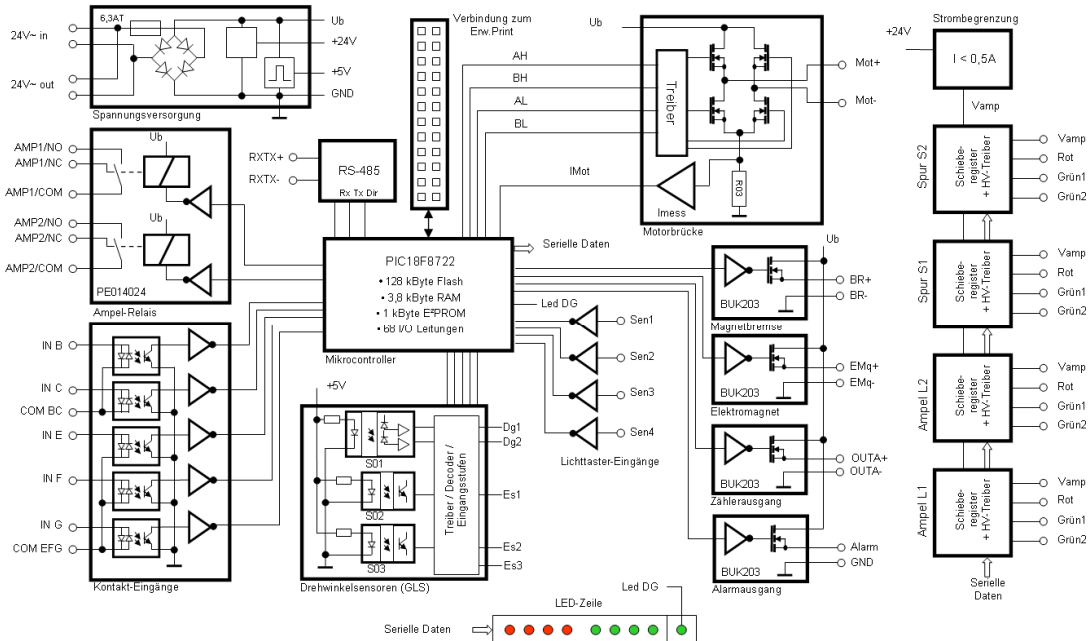 6,3AT
24V~ in
24V~ out
Ub
+24V
+5V
GND
Spannungsversorgung
AMP1/NO
AMP1/NC
AMP1/COM
AMP2/NO
AMP2/NC
AMP2/COM
Ub
Ub
PE014024
Ampel-Relais
RXTX+
RXTX-
RS-485
Rx Tx Dir
Verbindung zum
Erw.Print
AH
BH
AL
BL
IMot
Ub
Treiber
Mot+
Mot-
Imess
R03
Motorbrücke
PIC18F8722
• 128 kByte Flash
• 3,8 kByte RAM
• 1 kByte E²PROM
• 68 I/O Leitungen
Mikrocontroller
Serielle Daten
Led DG
Sen1
Sen2
Sen3
Sen4
Lichttaster-Eingänge
IN B
IN C
COM BC
IN E
IN F
IN G
COM EFG
Kontakt-Eingänge
+5V
S01
S02
S03
Treiber / Decoder /
Eingangsstufen
Dg1
Dg2
Es1
Es2
Es3
Drehwinkelsensoren (GLS)
Ub
BUK203
BR+
BR-
Magnetbremse
BUK203
EMq+
EMq-
Elektromagnet
BUK203
OUTA+
OUTA-
Zählerausgang
BUK203
Alarm
GND
Alarmausgang
Strombegrenzung
+24V
I < 0,5A
Vamp
Spur S2
Schiebe-
register
+ HV-Treiber
Vamp
Rot
Grün1
Grün2
Spur S1
Schiebe-
register
+ HV-Treiber
Vamp
Rot
Grün1
Grün2
Ampel L2
Schiebe-
register
+ HV-Treiber
Vamp
Rot
Grün1
Grün2
Ampel L1
Schiebe-
register
+ HV-Treiber
Vamp
Rot
Grün1
Grün2
Serielle
Daten
LED-Zeile
Led DG
Serielle Daten